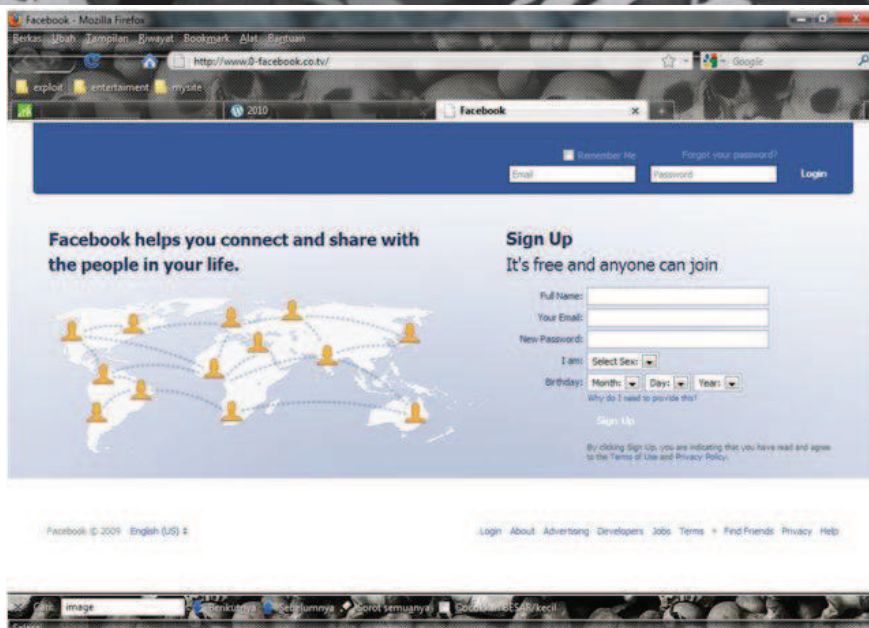 Facebook - Mozilla Firefox
Berkas Ubah Tampilan Riwayat Bookmark Alat Bantuan
http://www.0-facebook.co.tv/ Google
exploit entertaiment mysite
2010 Facebook
Remember Me Forgot your password?
Email Password Login
Facebook helps you connect and share with
the people in your life.
Sign Up
It's free and anyone can join
Full Name:
Your Email:
New Password:
I am: Select Sex:
Birthday: Month: Day: Year:
Why do I need to provide this?
Sign Up
By clicking Sign Up, you are indicating that you have read and agree
to the Terms of Use and Privacy Policy.
Facebook © 2009 English (US)
Login About Advertising Developers Jobs Terms • Find Friends Privacy Help
Cari: image Berikutnya Sebelumnya Sorot semuanya Cocokkan BESAR/kecil
Selesai